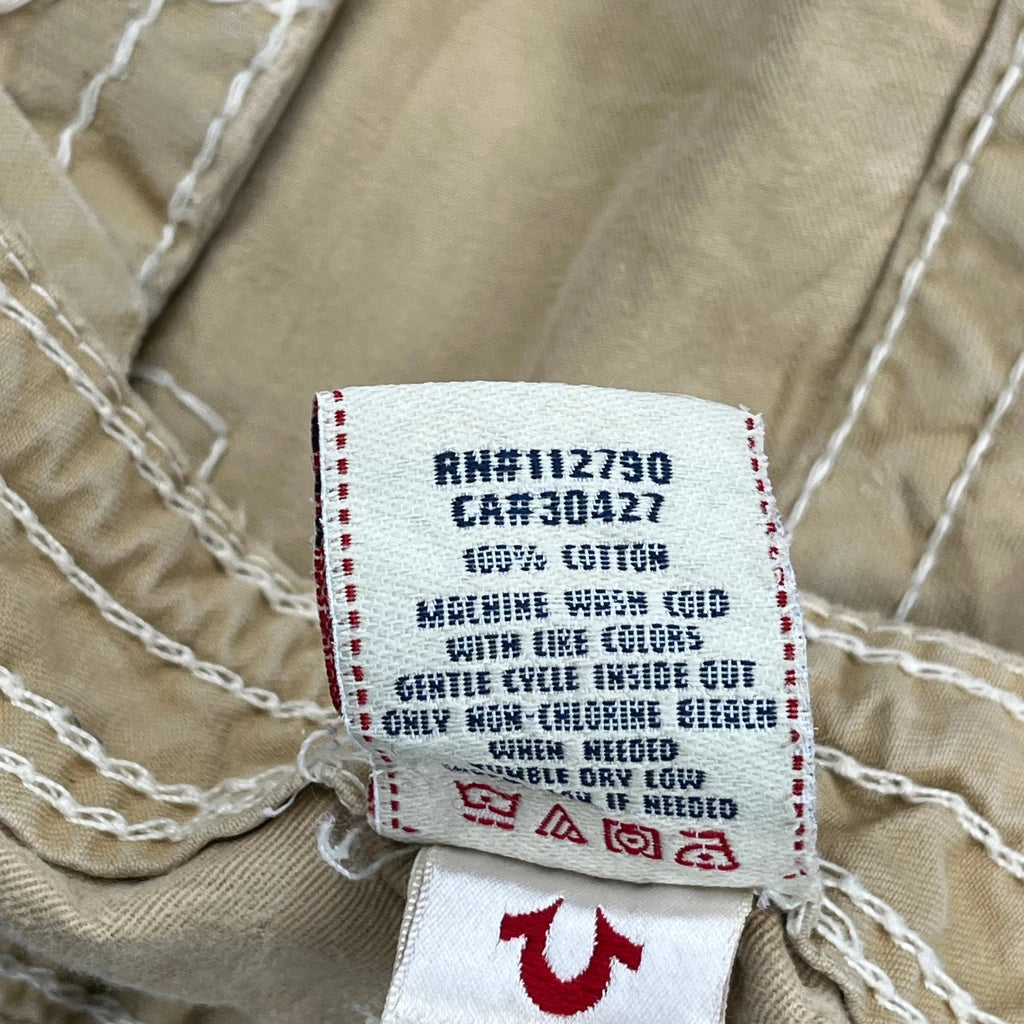 RN#112790
CA#30427
100% COTTON
MACHINE WASH COLD
WITH LIKE COLORS
GENTLE CYCLE INSIDE OUT
ONLY NON-CHLORINE BLEACH
WHEN NEEDED
TUMBLE DRY LOW
IF NEEDED